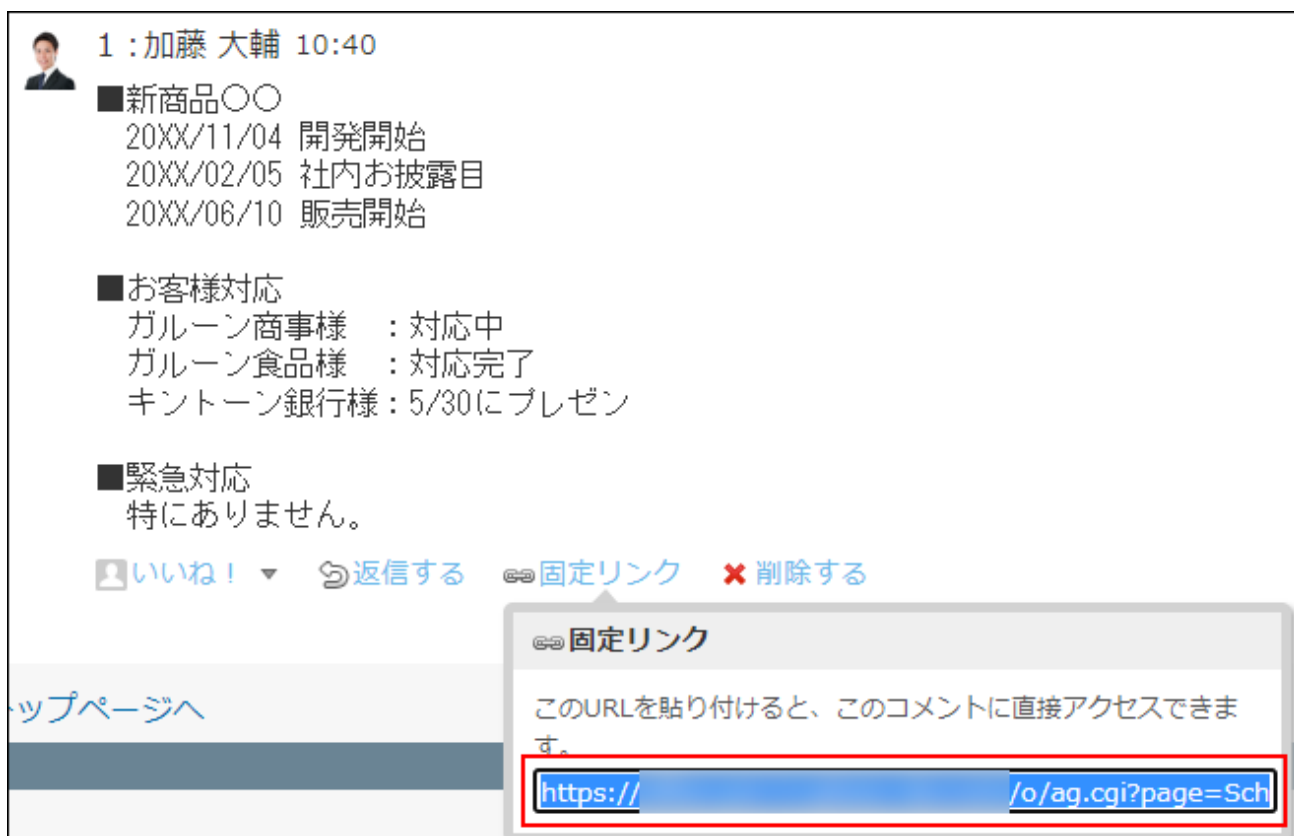 1 :加藤 大輔 10:40
■新商品〇〇
20XX/11/04 開発開始
20XX/02/05 社内お披露目
20XX/06/10 販売開始
■お客様対応
ガルーン商事様 :対応中
ガルーン食品様 :対応完了
キントーン銀行様:5/30にプレゼン
■緊急対応
特にありません。
いいね! ▼ 返信する 固定リンク 削除する
固定リンク
ップページへ
このURLを貼り付けると、このコメントに直接アクセスできま
す。
https:// /o/ag.cgi?page=Sch